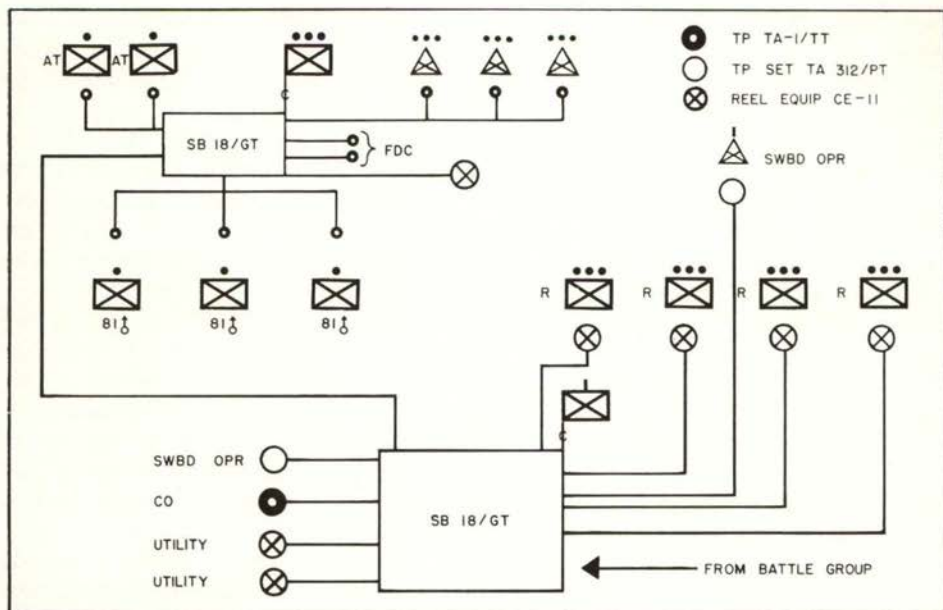 AT
AT
TP TA-1/TT
TP SET TA 312/PT
REEL EQUIP CE-11
C
SB 18/GT
FDC
SWBD OPR
81
81
81
R
R
R
R
C
SWBD OPR
CO
UTILITY
UTILITY
SB 18/GT
FROM BATTLE GROUP